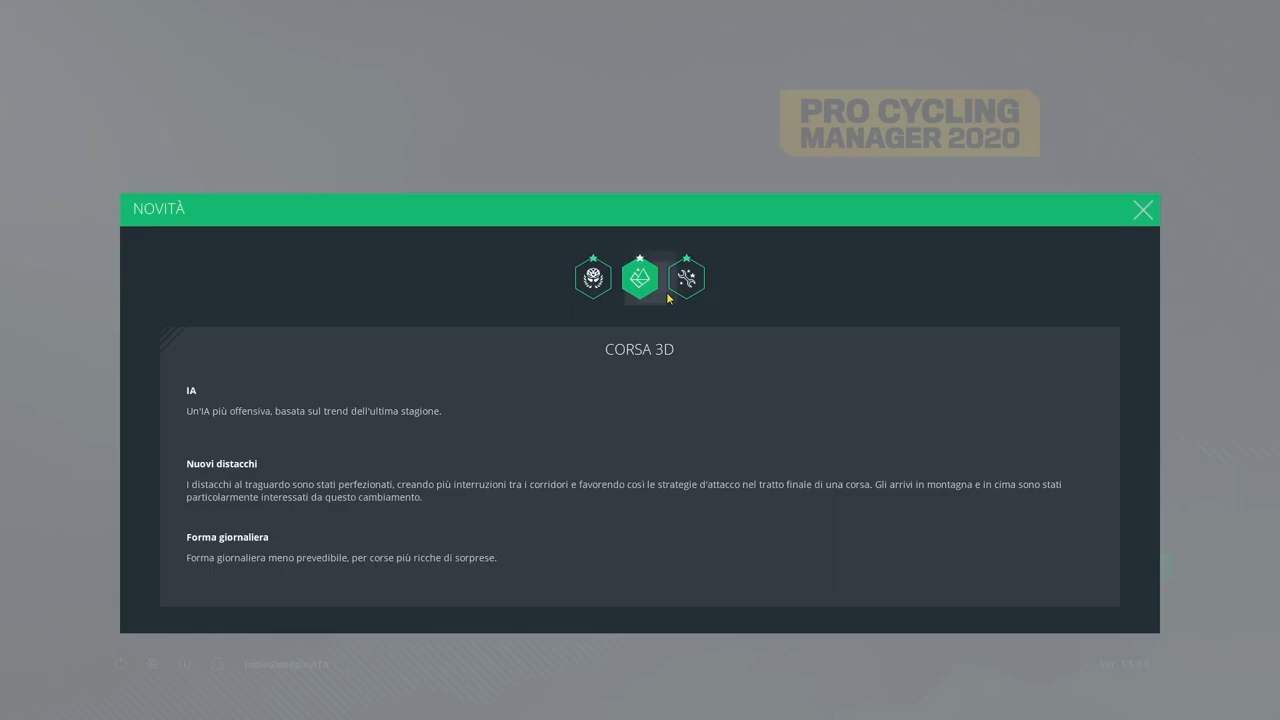 PRO CYCLING
MANAGER 2020
NOVITÀ
CORSA 3D
IA
Un'IA più offensiva, basata sul trend dell'ultima stagione.
Nuovi distacchi
I distacchi al traguardo sono stati perfezionati, creando più interruzioni tra i corridori e favorendo così le strategie d'attacco nel tratto finale di una corsa. Gli arrivi in montagna e in cima sono stati
particolarmente interessati da questo cambiamento.
Forma giornaliera
Forma giornaliera meno prevedibile, per corse più ricche di sorprese.